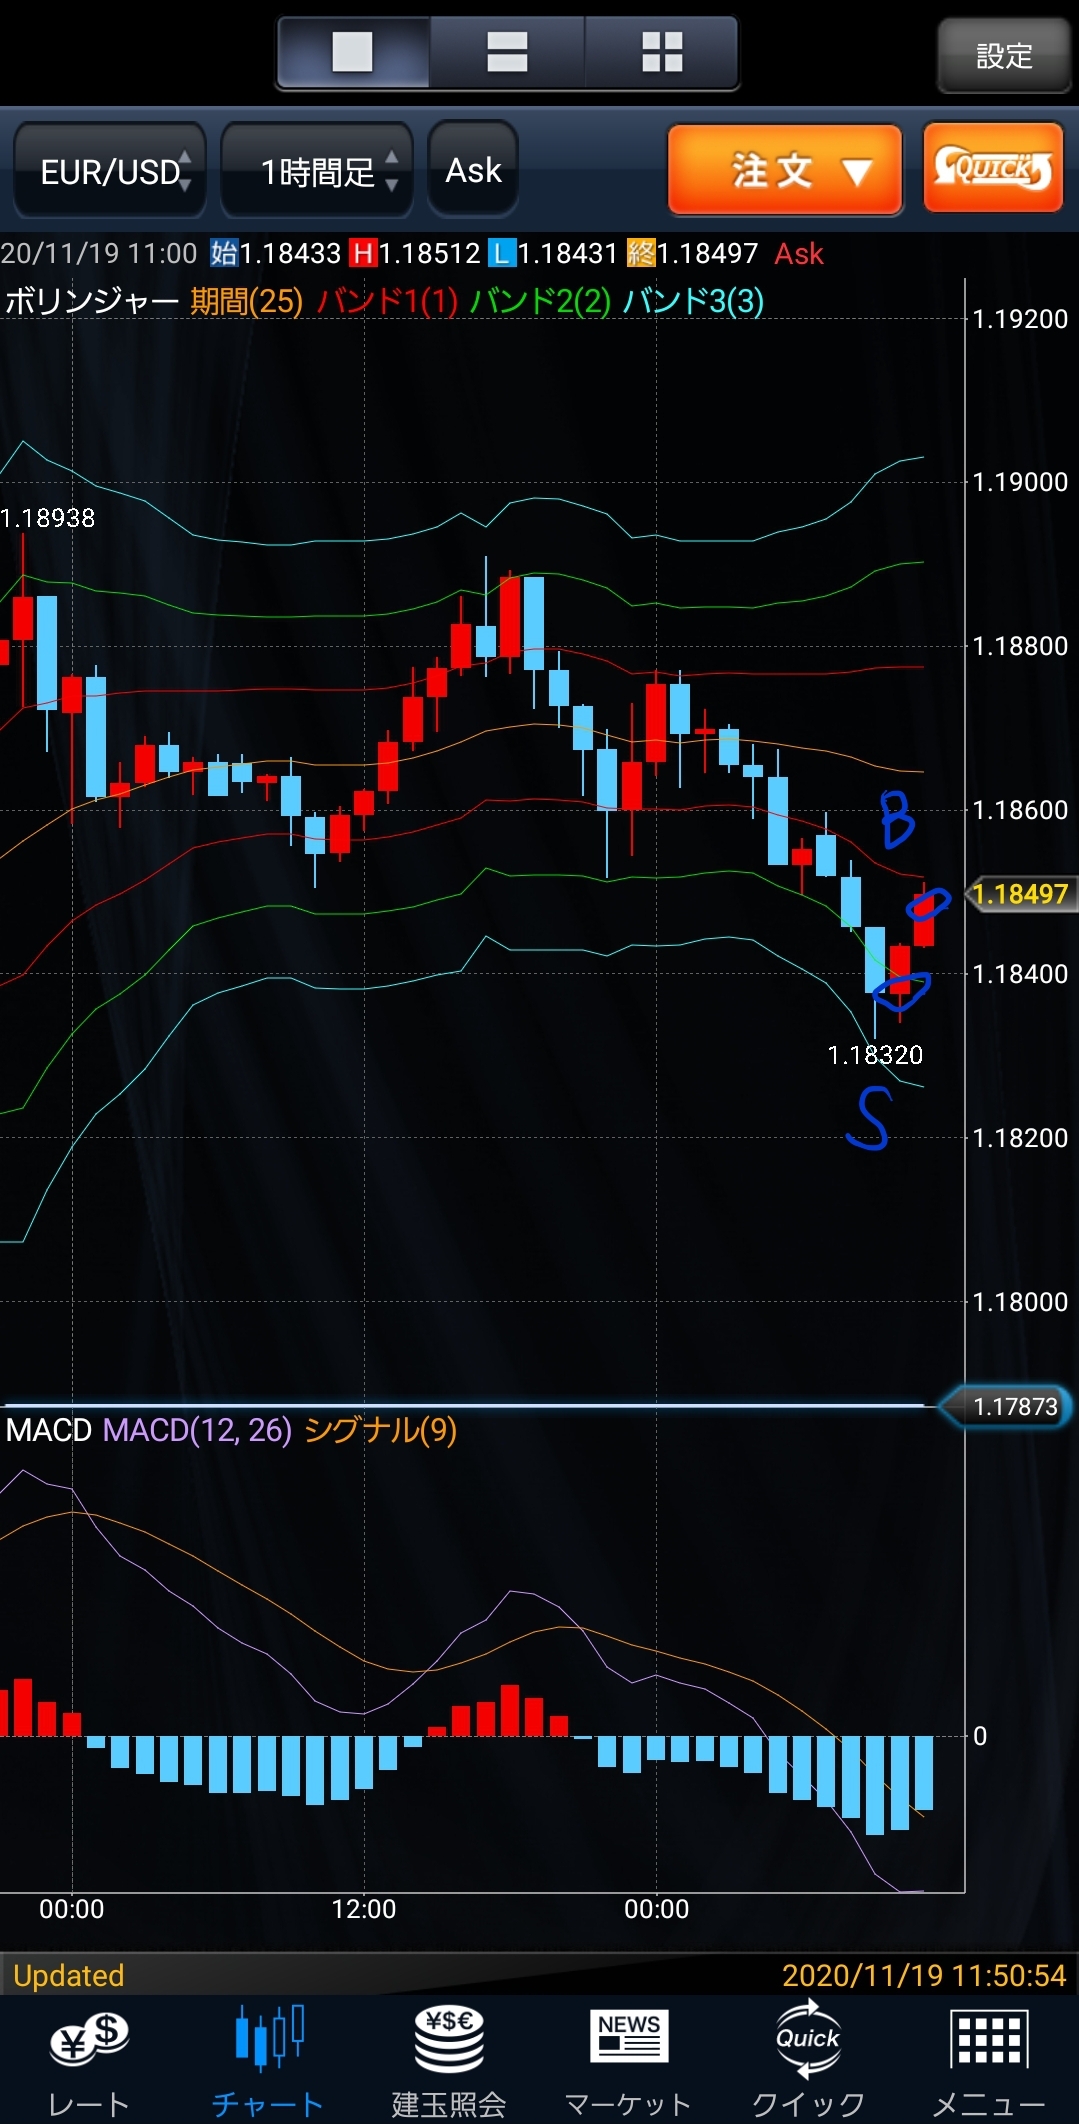 設定
EUR/USD 1時間足 Ask 注文 ▼ QUICK
20/11/19 11:00 始1.18433 H1.18512 L1.18431 終1.18497 Ask
ボリンジャー 期間(25) バンド1(1) バンド2(2) バンド3(3)
1.19200
1.19000
1.18938
1.18800
1.18600
B
1.18497
1.18400
1.18320
S
1.18200
1.18000
1.17873
MACD MACD(12, 26) シグナル(9)
0
00:00 12:00 00:00
Updated 2020/11/19 11:50:54
¥ $ ¥$€ NEWS Quick
レート チャート 建玉照会 マーケット クイック メニュー